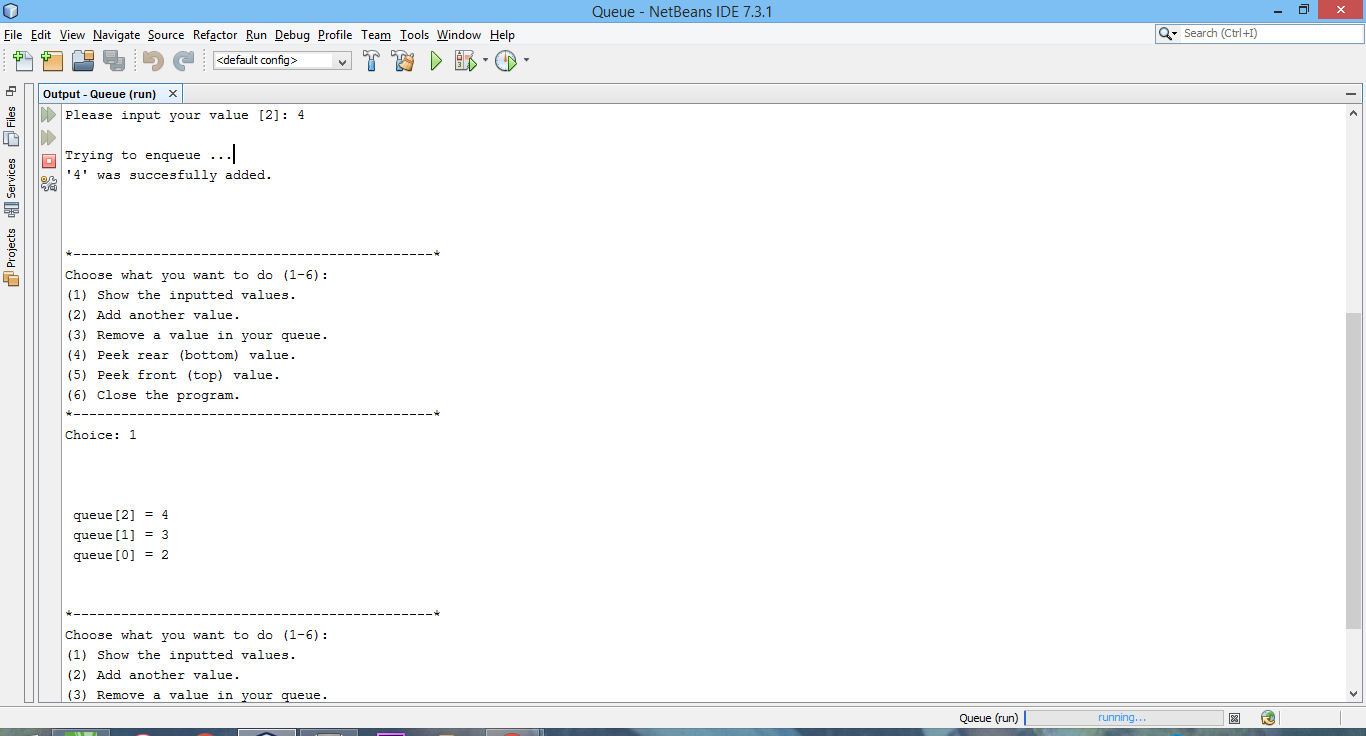 Queue - NetBeans IDE 7.3.1
File Edit View Navigate Source Refactor Run Debug Profile Team Tools Window Help
Search (Ctrl+I)
<default config>
Files
Services
Projects
Output - Queue (run)
Please input your value [2]: 4
Trying to enqueue ...
'4' was succesfully added.
*---------------------------------------------*
Choose what you want to do (1-6):
(1) Show the inputted values.
(2) Add another value.
(3) Remove a value in your queue.
(4) Peek rear (bottom) value.
(5) Peek front (top) value.
(6) Close the program.
*---------------------------------------------*
Choice: 1
queue[2] = 4
queue[1] = 3
queue[0] = 2
*---------------------------------------------*
Choose what you want to do (1-6):
(1) Show the inputted values.
(2) Add another value.
(3) Remove a value in your queue.
Queue (run)
running...